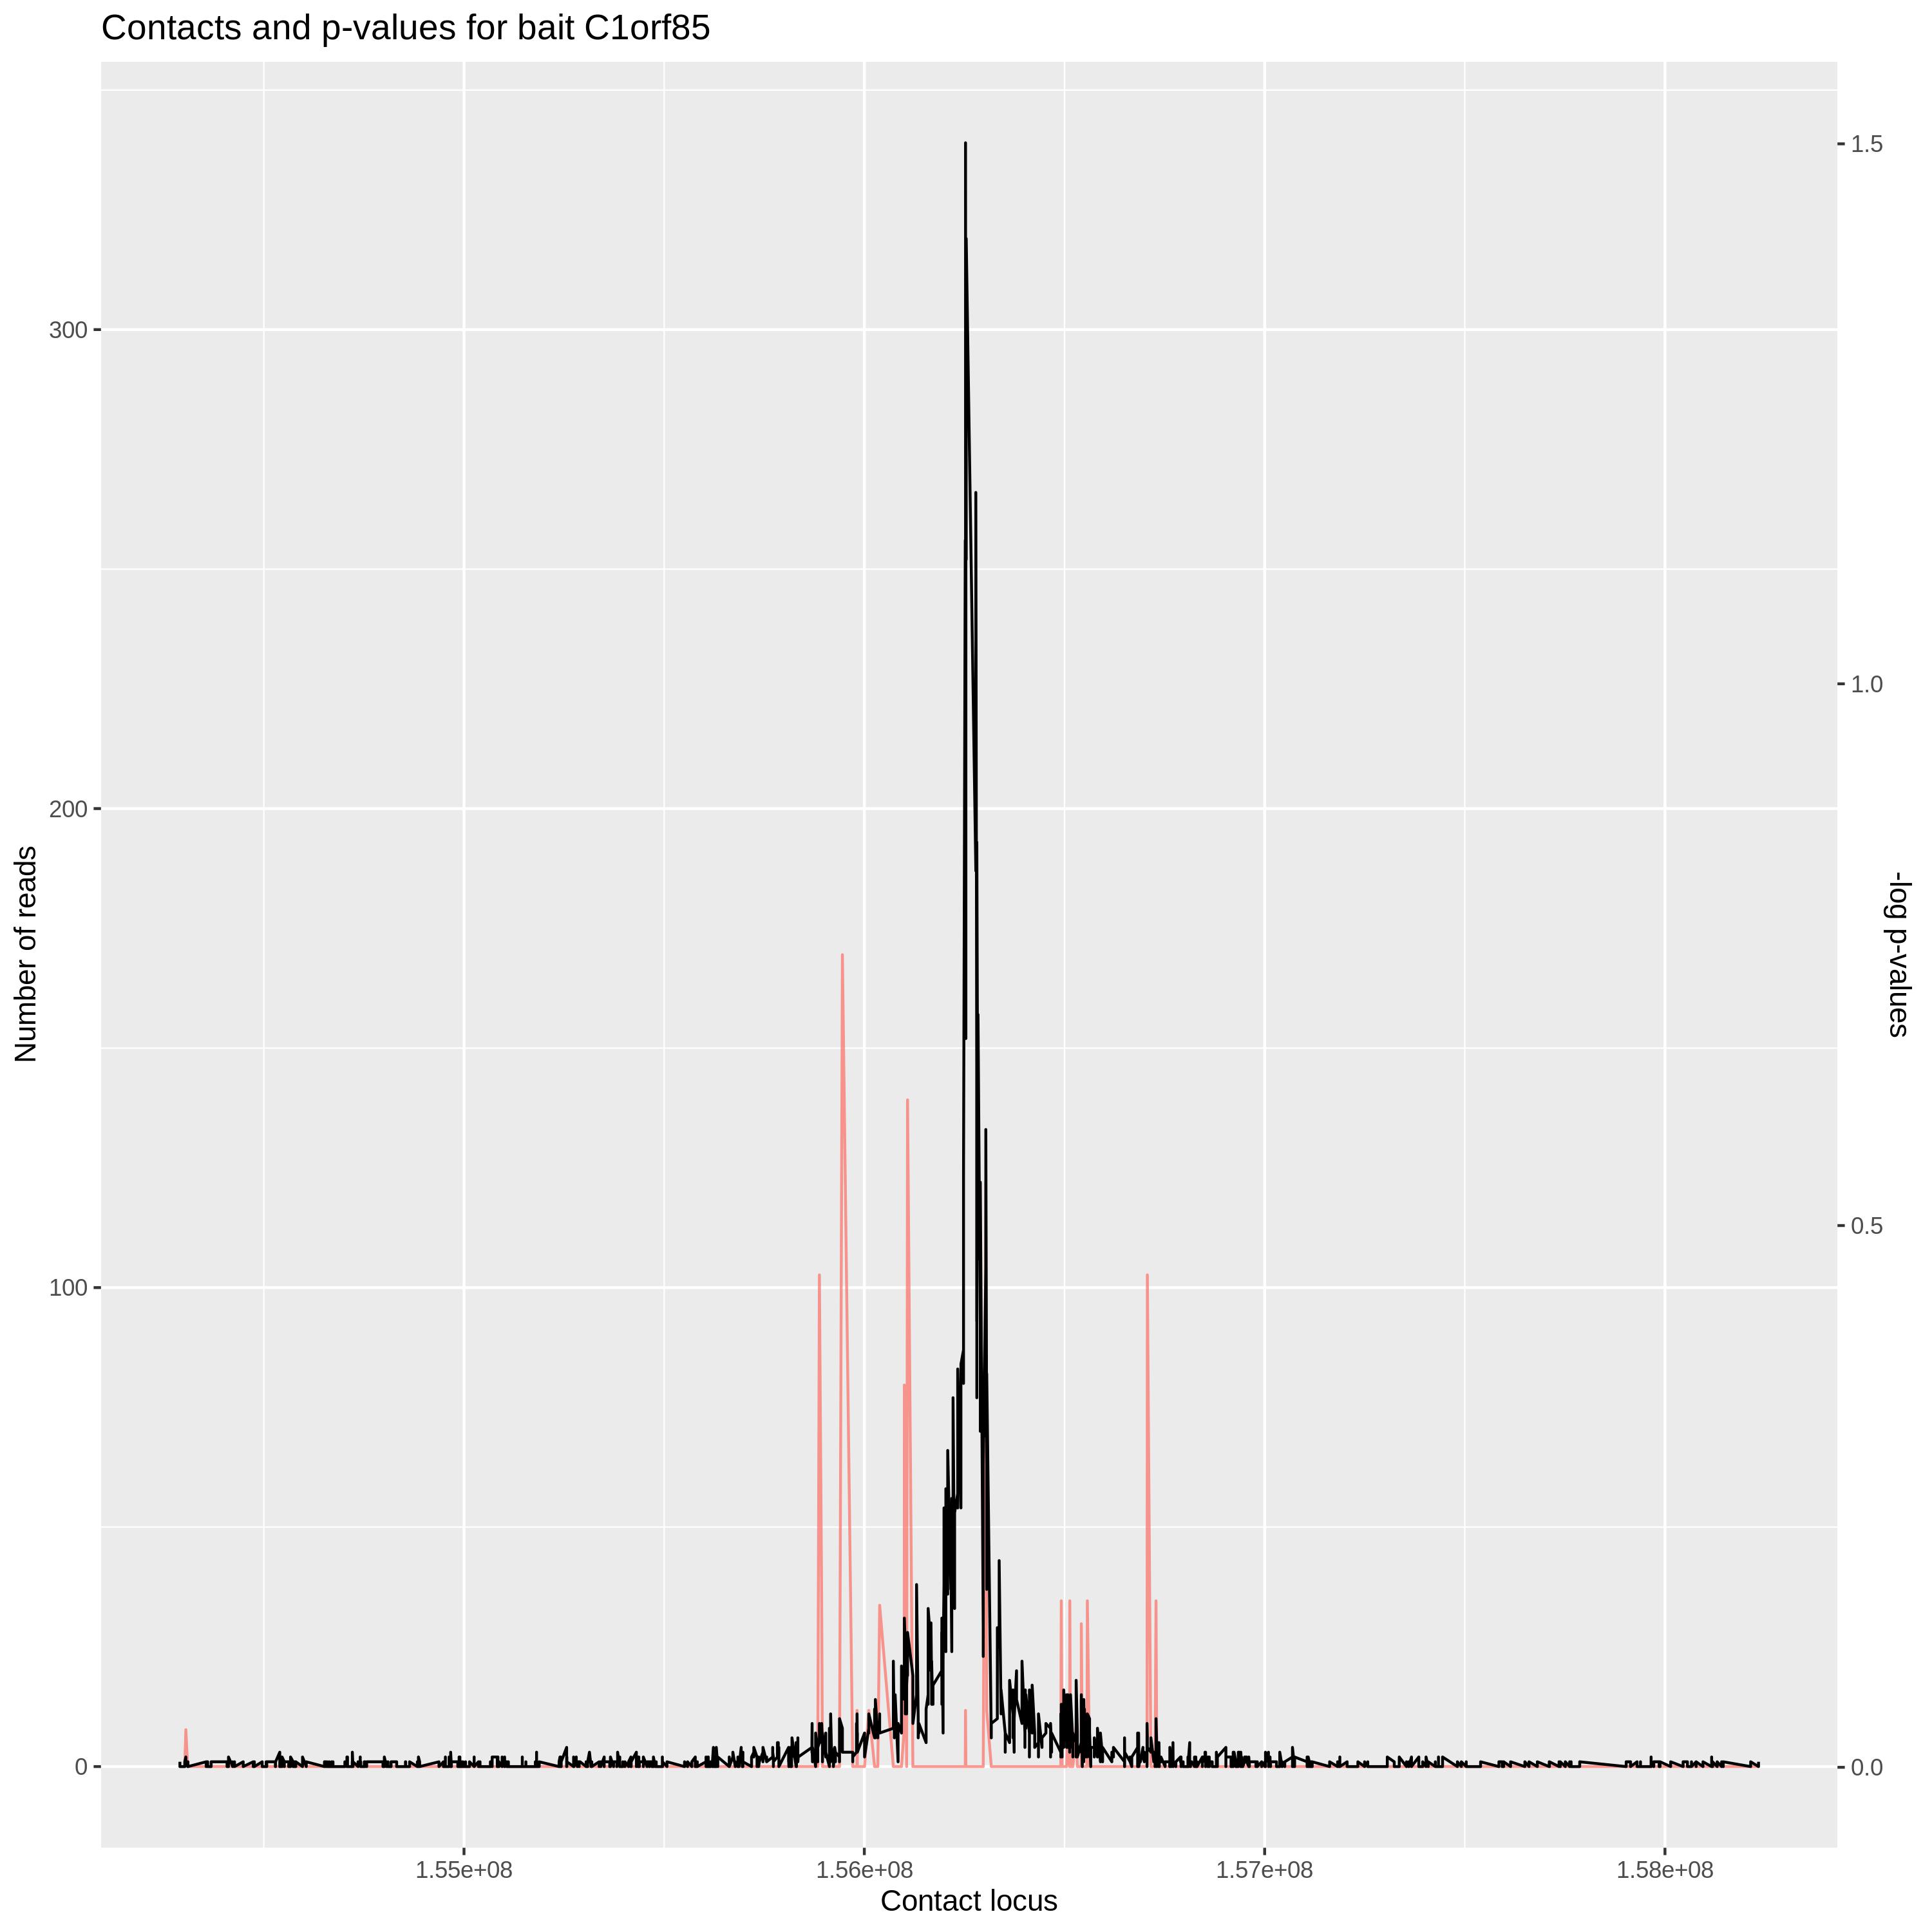 Contacts and p-values for bait C1orf85
300
200
100
0
Number of reads
1.5
1.0
0.5
0.0
-log p-values
1.55e+08
1.56e+08
1.57e+08
1.58e+08
Contact locus